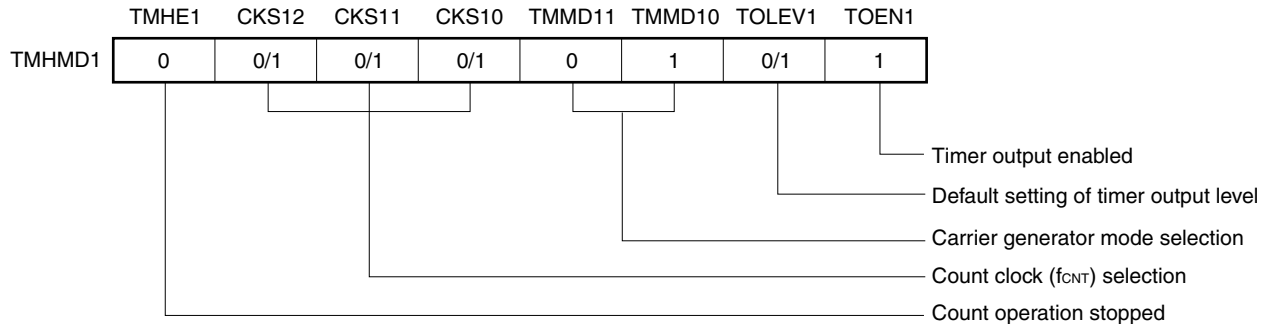 TMHE1 CKS12 CKS11 CKS10 TMMD11 TMMD10 TOLEV1 TOEN1
TMHMD1 0 0/1 0/1 0/1 0 1 0/1 1
Timer output enabled
Default setting of timer output level
Carrier generator mode selection
Count clock (fCNT) selection
Count operation stopped